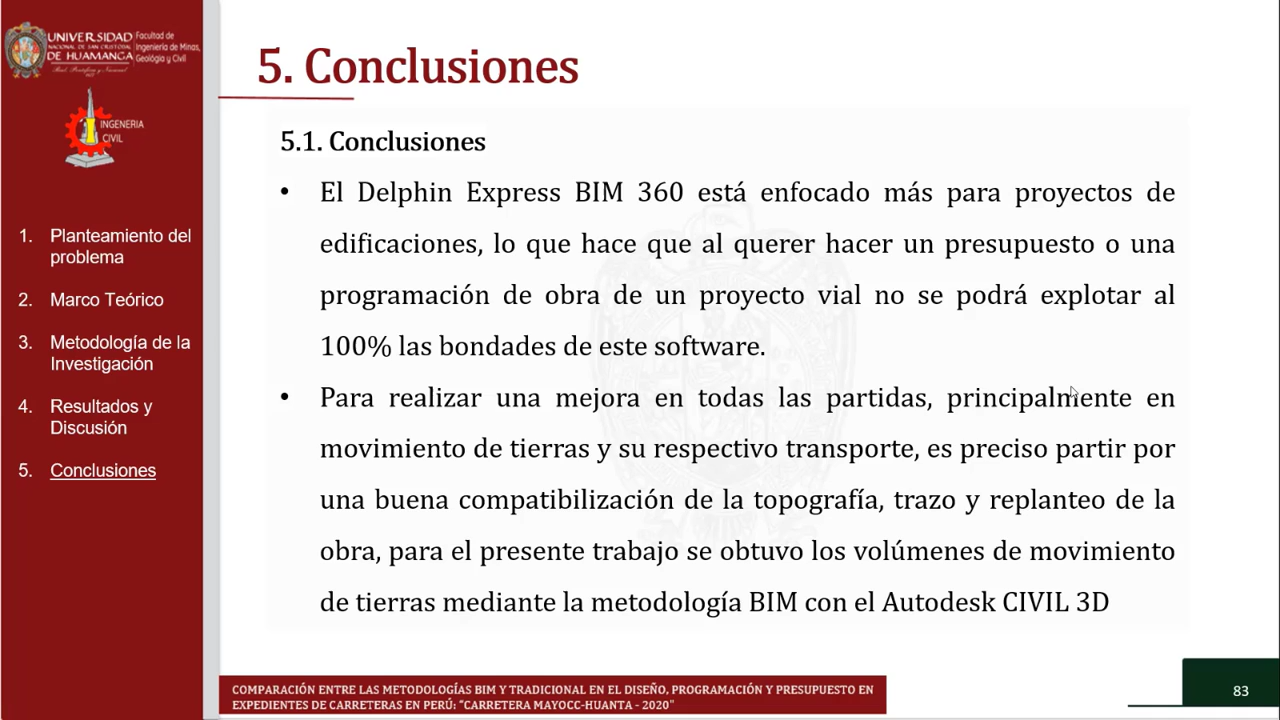 UNIVERSIDAD
NACIONAL DE SAN CRISTOBAL
DE HUAMANGA
Real, Pontificia y Nacional
1677
Facultad de
Ingeniería de Minas,
Geológia y Civil
INGENERIA
CIVIL
1. Planteamiento del
problema
2. Marco Teórico
3. Metodología de la
Investigación
4. Resultados y
Discusión
5. Conclusiones
5. Conclusiones
5.1. Conclusiones
• El Delphin Express BIM 360 está enfocado más para proyectos de
edificaciones, lo que hace que al querer hacer un presupuesto o una
programación de obra de un proyecto vial no se podrá explotar al
100% las bondades de este software.
• Para realizar una mejora en todas las partidas, principalmente en
movimiento de tierras y su respectivo transporte, es preciso partir por
una buena compatibilización de la topografía, trazo y replanteo de la
obra, para el presente trabajo se obtuvo los volúmenes de movimiento
de tierras mediante la metodología BIM con el Autodesk CIVIL 3D
COMPARACIÓN ENTRE LAS METODOLOGÍAS BIM Y TRADICIONAL EN EL DISEÑO, PROGRAMACIÓN Y PRESUPUESTO EN
EXPEDIENTES DE CARRETERAS EN PERÚ: "CARRETERA MAYOCC-HUANTA - 2020"
83